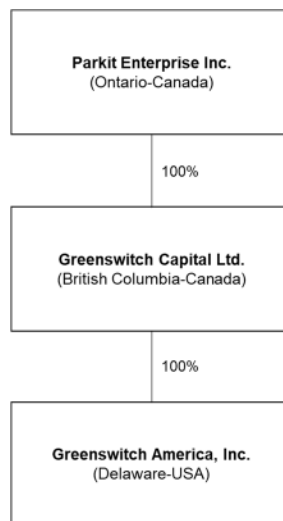 Parkit Enterprise Inc.
(Ontario-Canada)
100%
Greenswitch Capital Ltd.
(British Columbia-Canada)
100%
Greenswitch America, Inc.
(Delaware-USA)